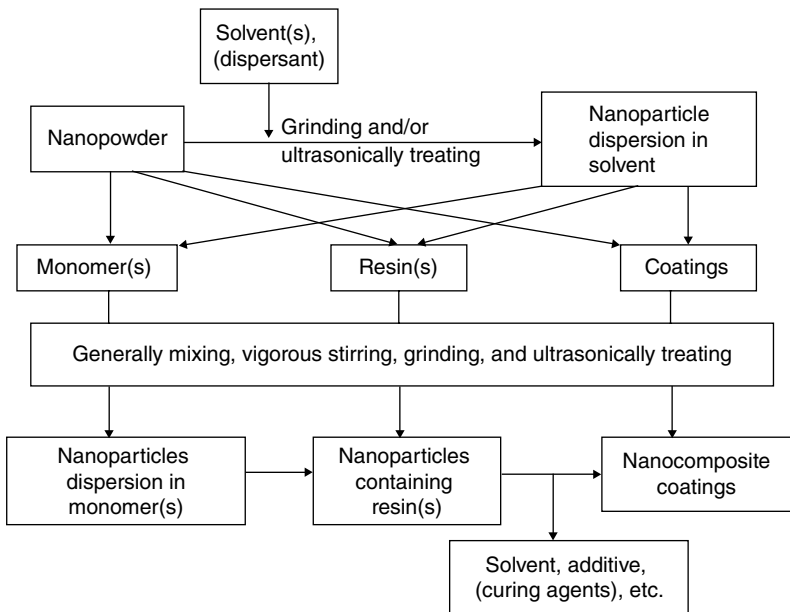 Solvent(s),
(dispersant)
Nanopowder
Grinding and/or
ultrasonically treating
Nanoparticle
dispersion in
solvent
Monomer(s)
Resin(s)
Coatings
Generally mixing, vigorous stirring, grinding, and ultrasonically treating
Nanoparticles
dispersion in
monomer(s)
Nanoparticles
containing
resin(s)
Nanocomposite
coatings
Solvent, additive,
(curing agents), etc.